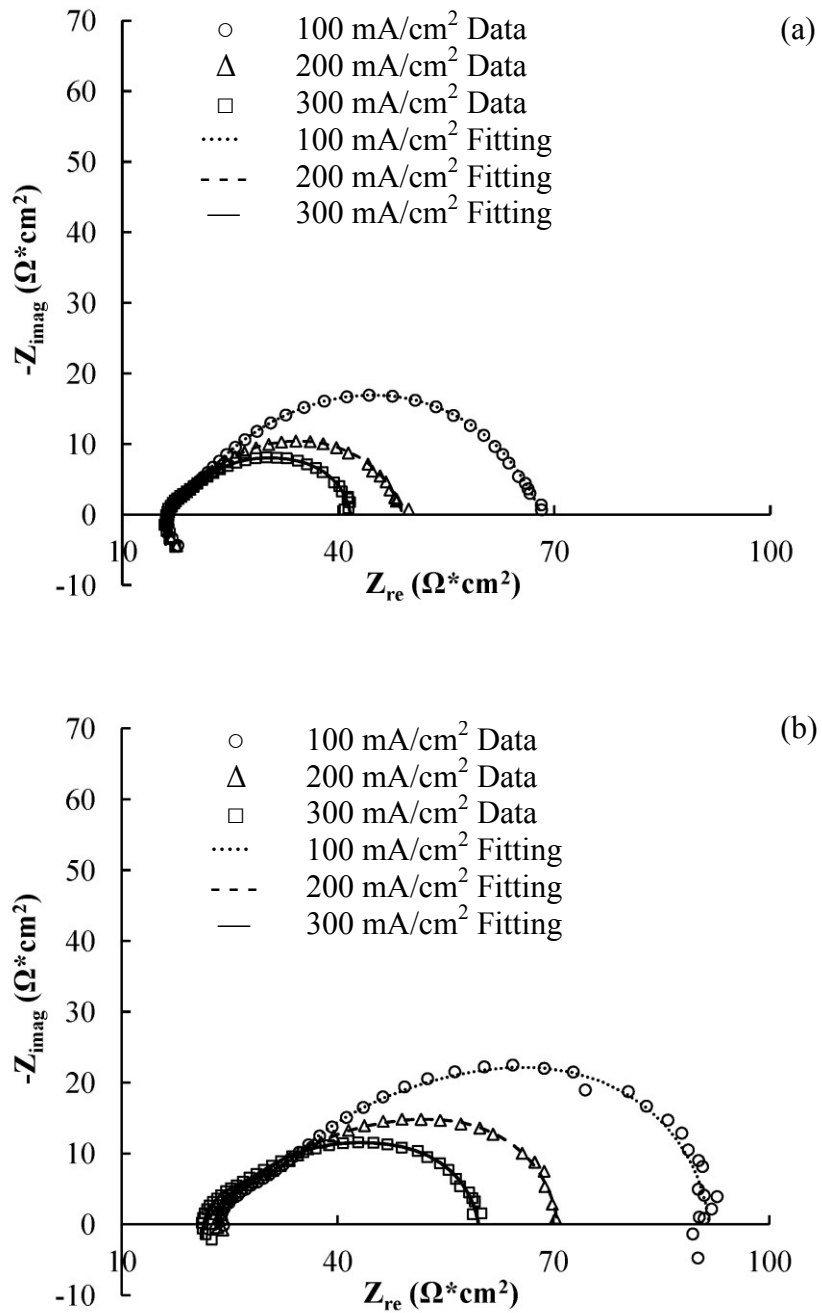 70
60
50
40
30
20
10
0
-10
-Z_imag (Ω*cm²)
100 mA/cm² Data
200 mA/cm² Data
300 mA/cm² Data
100 mA/cm² Fitting
200 mA/cm² Fitting
300 mA/cm² Fitting
(a)
10 40 70 100
Z_re (Ω*cm²)
70
60
50
40
30
20
10
0
-10
-Z_imag (Ω*cm²)
100 mA/cm² Data
200 mA/cm² Data
300 mA/cm² Data
100 mA/cm² Fitting
200 mA/cm² Fitting
300 mA/cm² Fitting
(b)
10 40 70 100
Z_re (Ω*cm²)